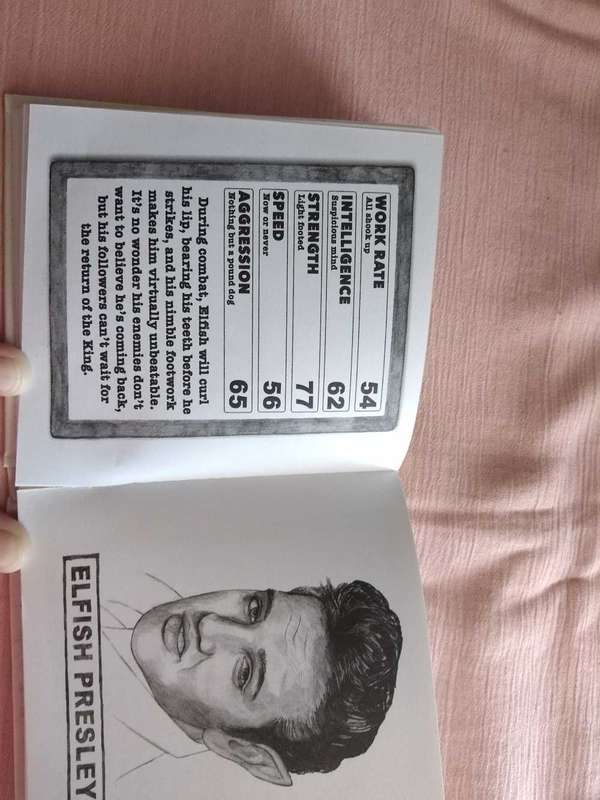 WORK RATE 54
All shook up
INTELLIGENCE 62
Suspicious mind
STRENGTH 77
Light footed
SPEED 56
Now or never
AGGRESSION 65
Nothing but a pound dog
During combat, Elfish will curl
his lip, bearing his teeth before he
strikes, and his nimble footwork
makes him virtually unbeatable.
It's no wonder his enemies don't
want to believe he's coming back,
but his followers can't wait for
the return of the King.
ELFISH PRESLEY